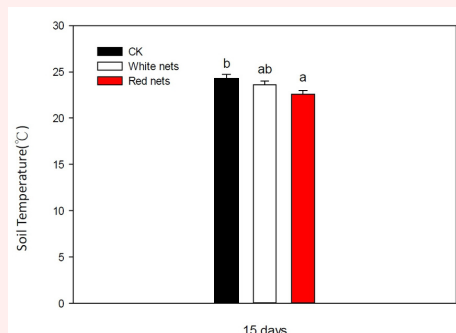 30
25
20
15
10
5
0
Soil Temperature(℃)
CK
White nets
Red nets
b
ab
a
15 days